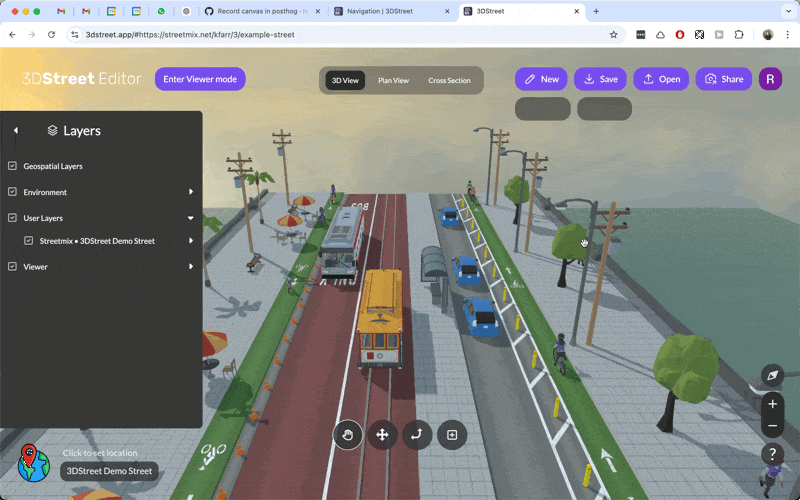 Record canvas in posthog
Navigation | 3DStreet
3DStreet
3dstreet.app/#https://streetmix.net/kfarr/3/example-street
3DStreet Editor
Enter Viewer mode
3D View
Plan View
Cross Section
New
Save
Open
Share
R
Layers
Geospatial Layers
Environment
User Layers
Streetmix • 3DStreet Demo Street
Viewer
BUS
ONLY
Click to set location
3DStreet Demo Street
?